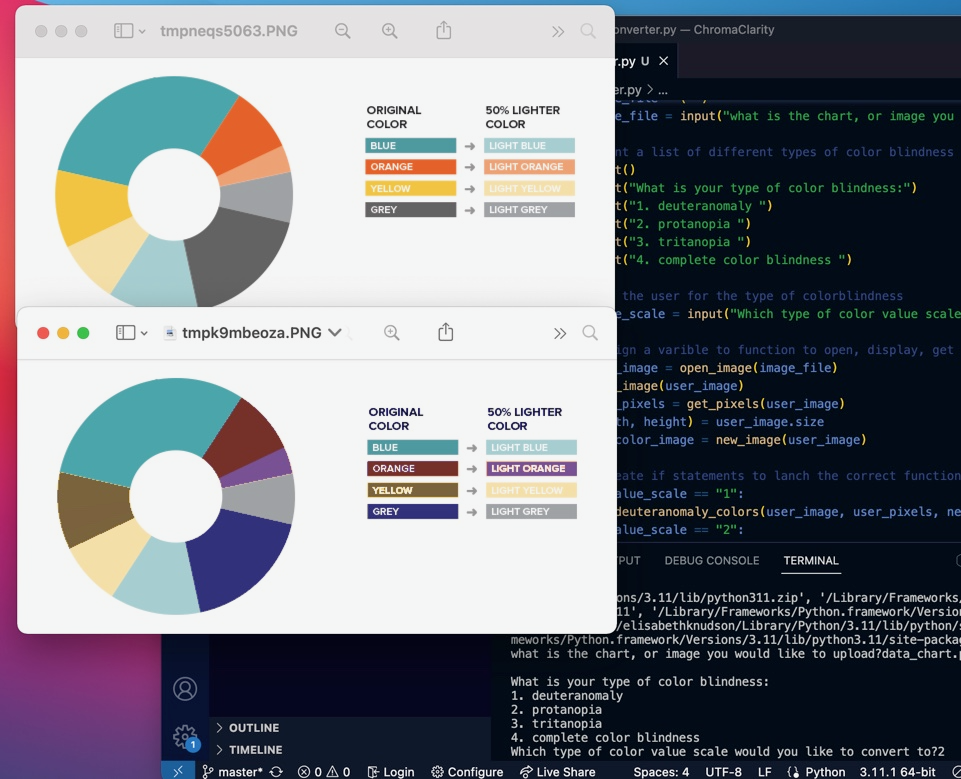 tmpneqs5063.PNG
ORIGINAL COLOR
50% LIGHTER COLOR
BLUE → LIGHT BLUE
ORANGE → LIGHT ORANGE
YELLOW → LIGHT YELLOW
GREY → LIGHT GREY
tmpk9mbeoza.PNG
ORIGINAL COLOR
50% LIGHTER COLOR
BLUE → LIGHT BLUE
ORANGE → LIGHT ORANGE
YELLOW → LIGHT YELLOW
GREY → LIGHT GREY
onverter.py — ChromaClarity
r.py U ×
er.py > ...
e_file = input("what is the chart, or image you
nt a list of different types of color blindness
t()
t("What is your type of color blindness:")
t("1. deuteranomaly ")
t("2. protanopia ")
t("3. tritanopia ")
t("4. complete color blindness ")
the user for the type of colorblindness
e_scale = input("Which type of color value scale
ign a varible to function to open, display, get
_image = open_image(image_file)
_image(user_image)
_pixels = get_pixels(user_image)
th, height) = user_image.size
color_image = new_image(user_image)
eate if statements to lanch the correct function
alue_scale == "1":
deuteranomaly_colors(user_image, user_pixels, ne
alue_scale == "2":
PUT DEBUG CONSOLE TERMINAL
ons/3.11/lib/python311.zip', '/Library/Frameworks/
11', '/Library/Frameworks/Python.framework/Version
/elisabethknudson/Library/Python/3.11/lib/python/s
meworks/Python.framework/Versions/3.11/lib/python3.11/site-packag
what is the chart, or image you would like to upload?data_chart.p
What is your type of color blindness:
1. deuteranomaly
2. protanopia
3. tritanopia
4. complete color blindness
Which type of color value scale would you like to convert to?2
1
> OUTLINE
> TIMELINE
master* 0 0 Login Configure Live Share Spaces: 4 UTF-8 LF Python 3.11.1 64-bit